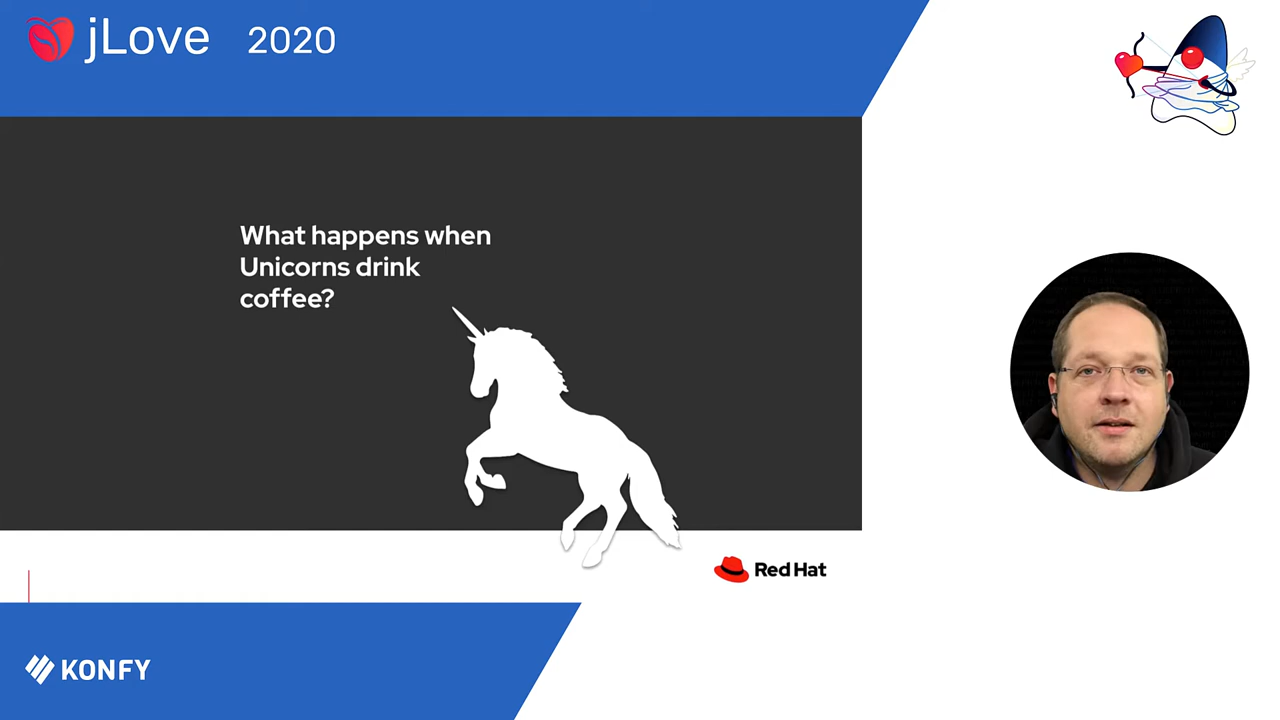 jLove 2020
What happens when
Unicorns drink
coffee?
Red Hat
KONFY